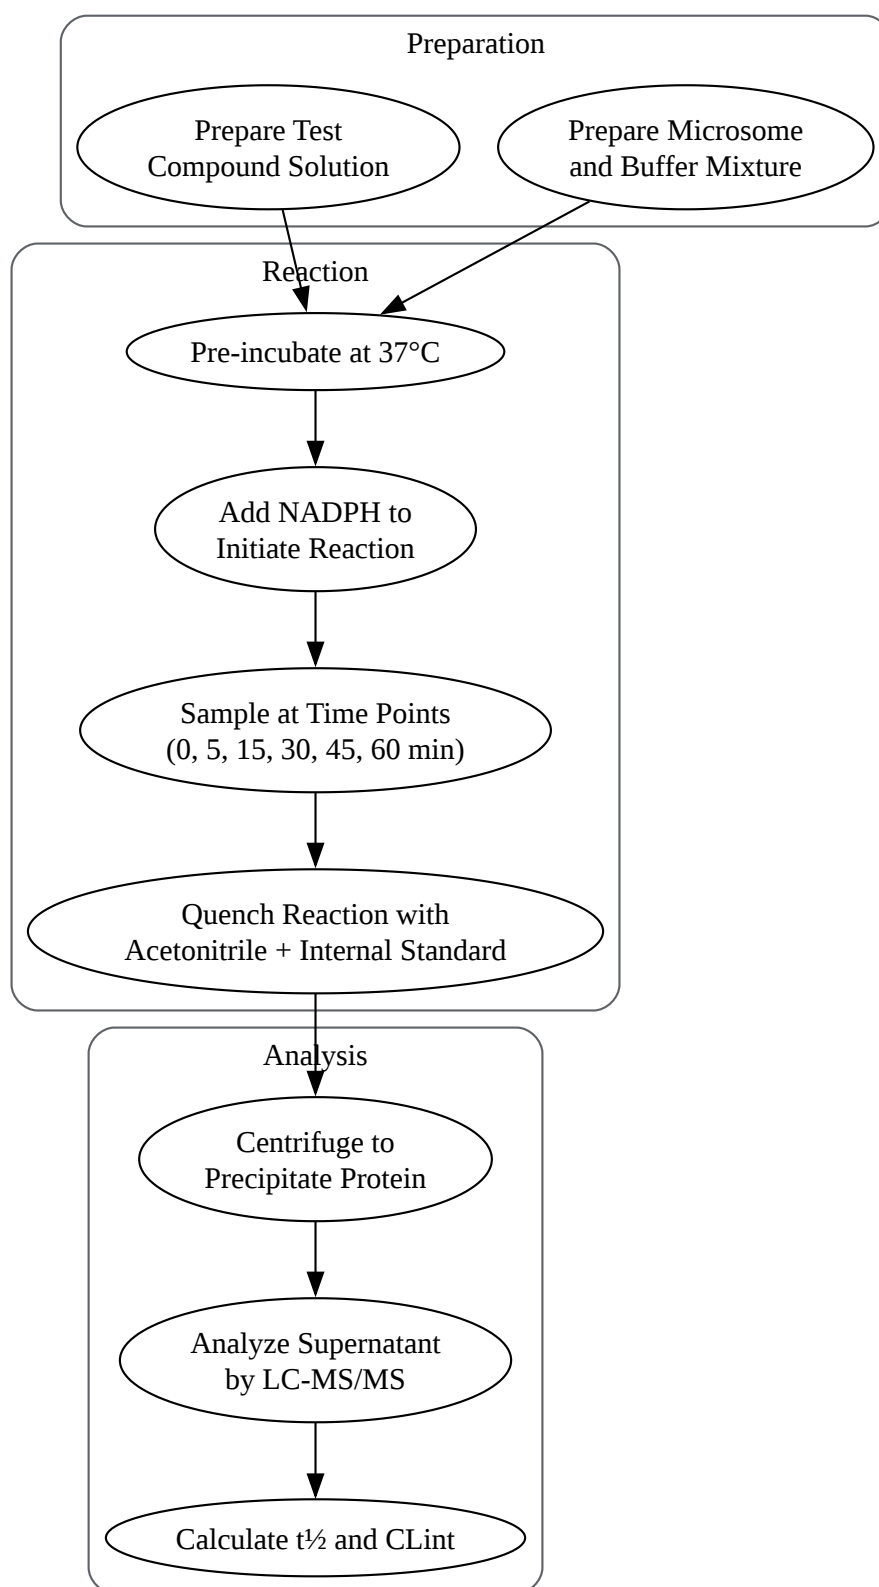 Preparation
Prepare Test
Compound Solution
Prepare Microsome
and Buffer Mixture
Reaction
Pre-incubate at 37°C
Add NADPH to
Initiate Reaction
Sample at Time Points
(0, 5, 15, 30, 45, 60 min)
Quench Reaction with
Acetonitrile + Internal Standard
Analysis
Centrifuge to
Precipitate Protein
Analyze Supernatant
by LC-MS/MS
Calculate t½ and CLint